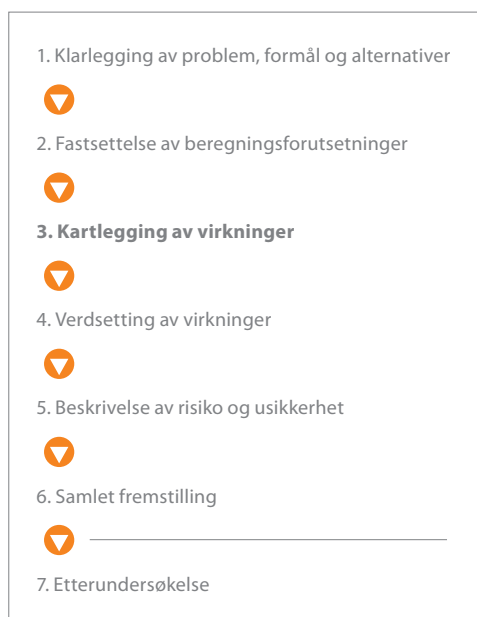 1. Klarlegging av problem, formål og alternativer
2. Fastsettelse av beregningsforutsetninger
3. Kartlegging av virkninger
4. Verdsetting av virkninger
5. Beskrivelse av risiko og usikkerhet
6. Samlet fremstilling
7. Etterundersøkelse